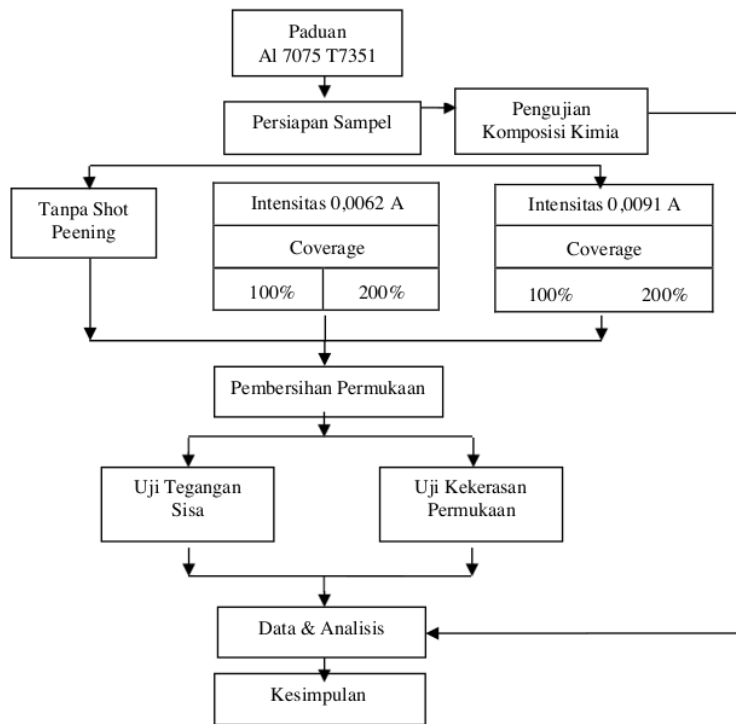 Paduan
Al 7075 T7351
Persiapan Sampel
Pengujian
Komposisi Kimia
Tanpa Shot
Peening
Intensitas 0,0062 A
Coverage
100%
200%
Intensitas 0,0091 A
Coverage
100%
200%
Pembersihan Permukaan
Uji Tegangan
Sisa
Uji Kekerasan
Permukaan
Data & Analisis
Kesimpulan